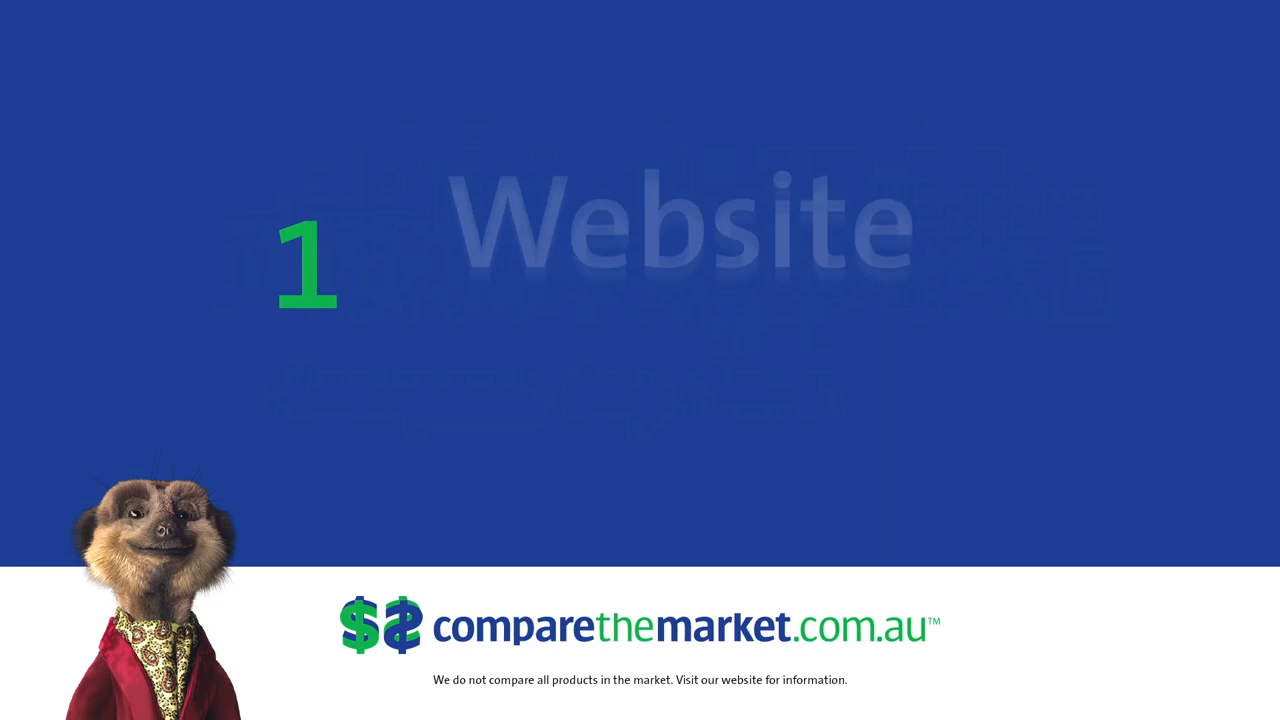 1
Website
$$ comparethemarket.com.au™
We do not compare all products in the market. Visit our website for information.